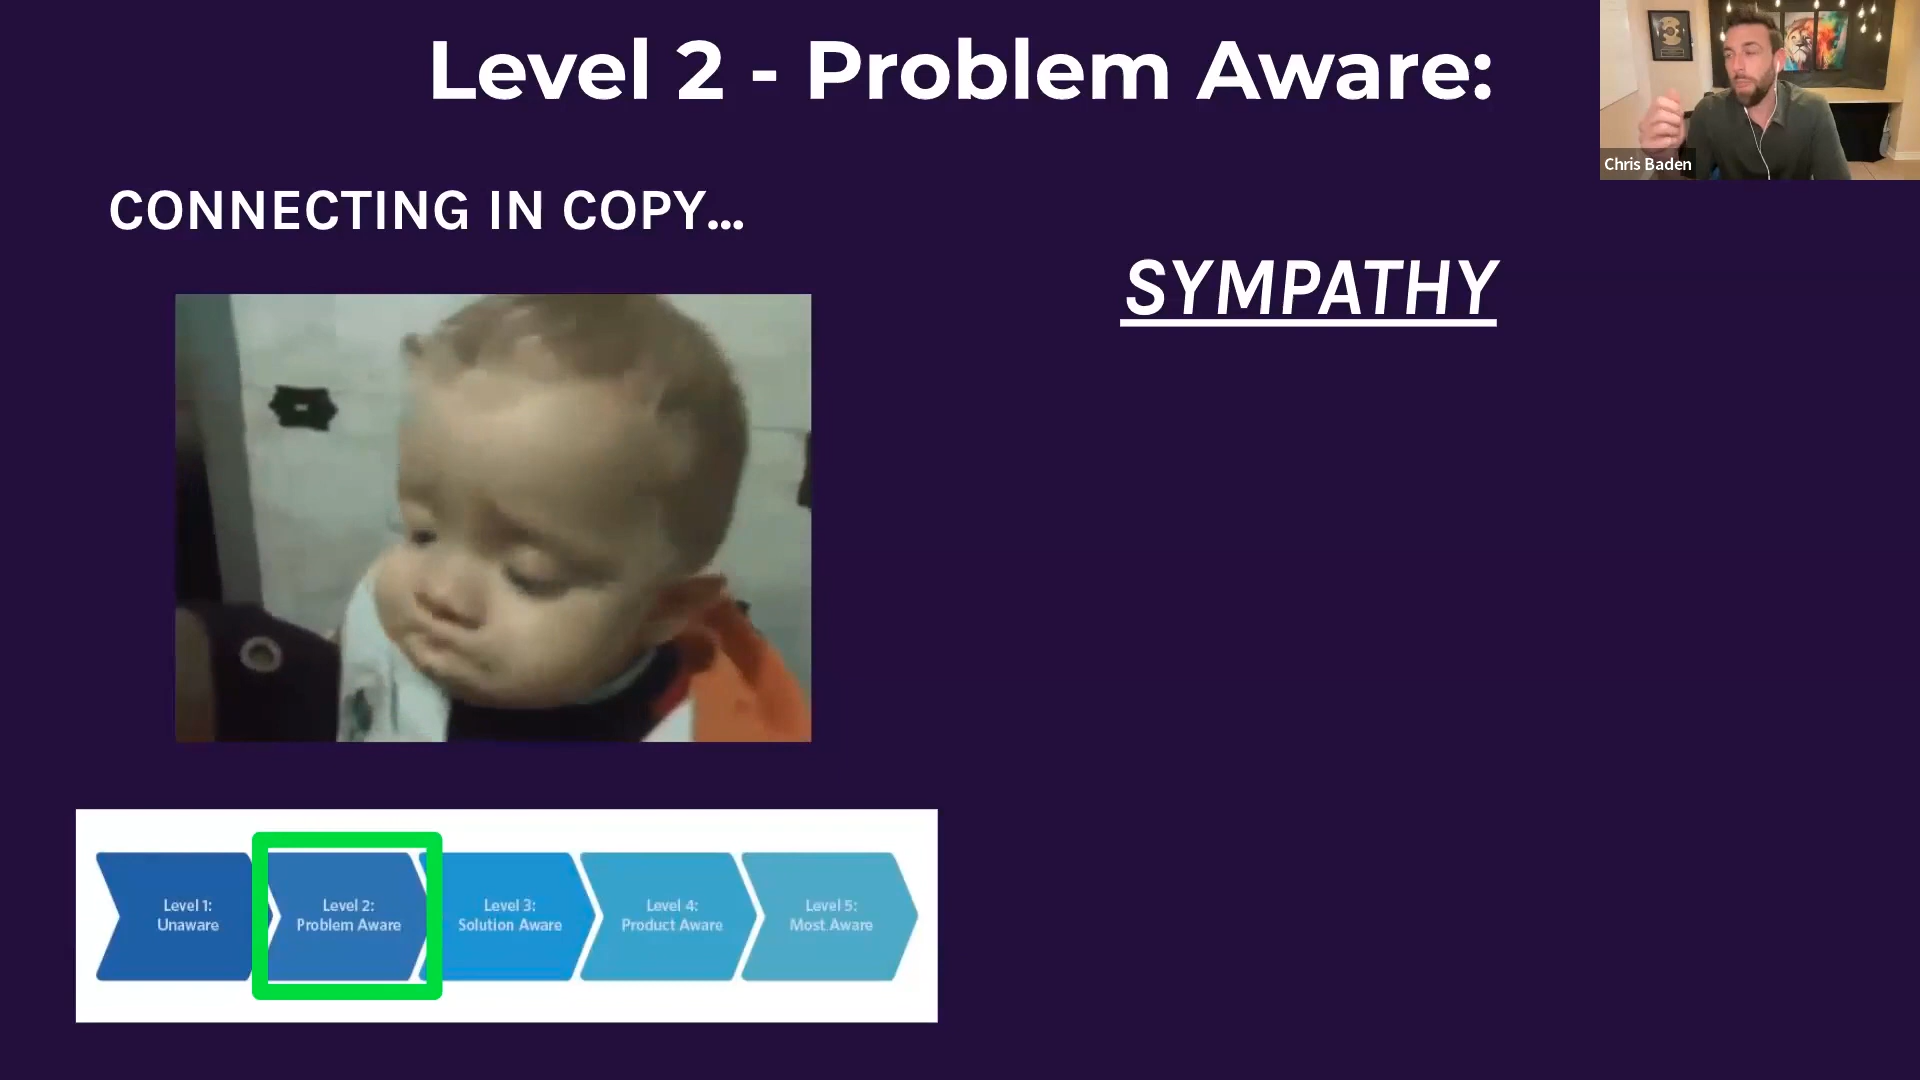 Level 2 - Problem Aware:
Chris Baden
CONNECTING IN COPY...
SYMPATHY
Level 1:
Unaware
Level 2:
Problem Aware
Level 3:
Solution Aware
Level 4:
Product Aware
Level 5:
Most Aware